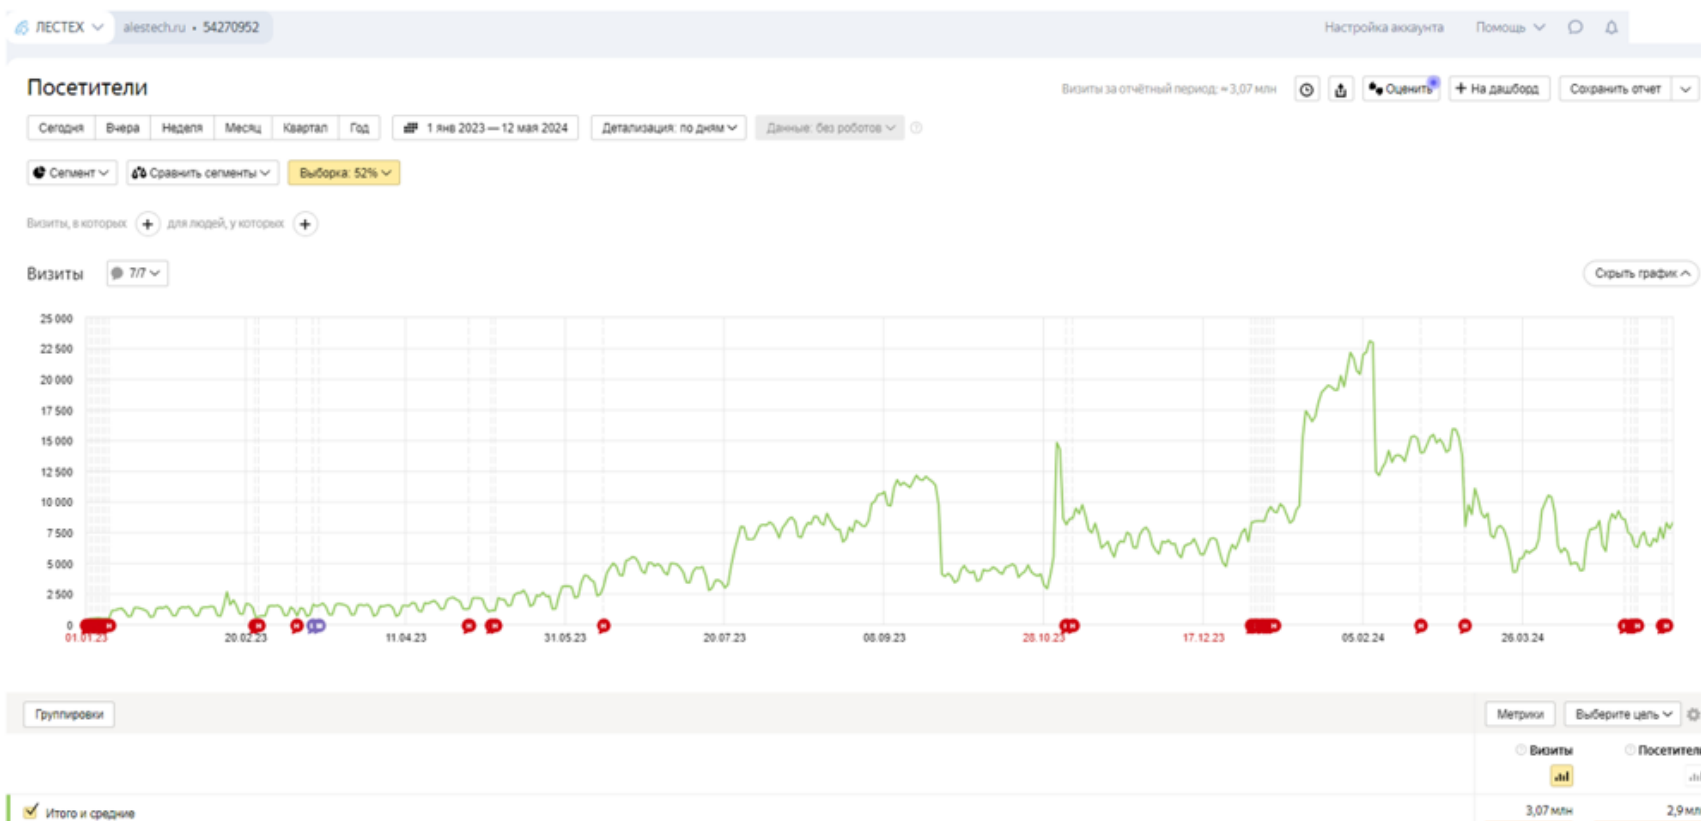 ЛЕСТЕХ alestech.ru • 54270952 Настройка аккаунта Помощь
Посетители Визиты за отчётный период: ≈ 3,07 млн Оценить + На дашборд Сохранить отчет
Сегодня Вчера Неделя Месяц Квартал Год 1 янв 2023 — 12 мая 2024 Детализация: по дням Данные: без роботов
Сегмент Сравнить сегменты Выборка: 52%
Визиты, в которых + для людей, у которых +
Визиты 7/7 Скрыть график
25 000
22 500
20 000
17 500
15 000
12 500
10 000
7 500
5 000
2 500
0
01.01.23 20.02.23 11.04.23 31.05.23 20.07.23 08.09.23 28.10.23 17.12.23 05.02.24 26.03.24
Группировки Метрики Выберите цель
Визиты Посетители
Итого и средние 3,07 млн 2,9 мл